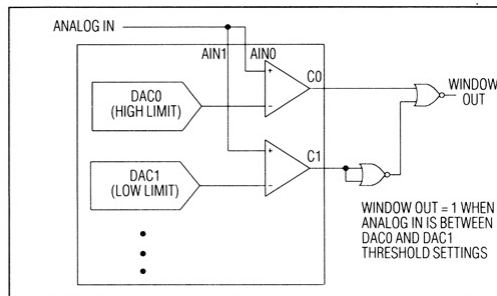 ANALOG IN
AIN1 AIN0
+
C0
DAC0
(HIGH LIMIT)
-
WINDOW
OUT
+
C1
DAC1
(LOW LIMIT)
-
WINDOW OUT = 1 WHEN
ANALOG IN IS BETWEEN
DAC0 AND DAC1
THRESHOLD SETTINGS